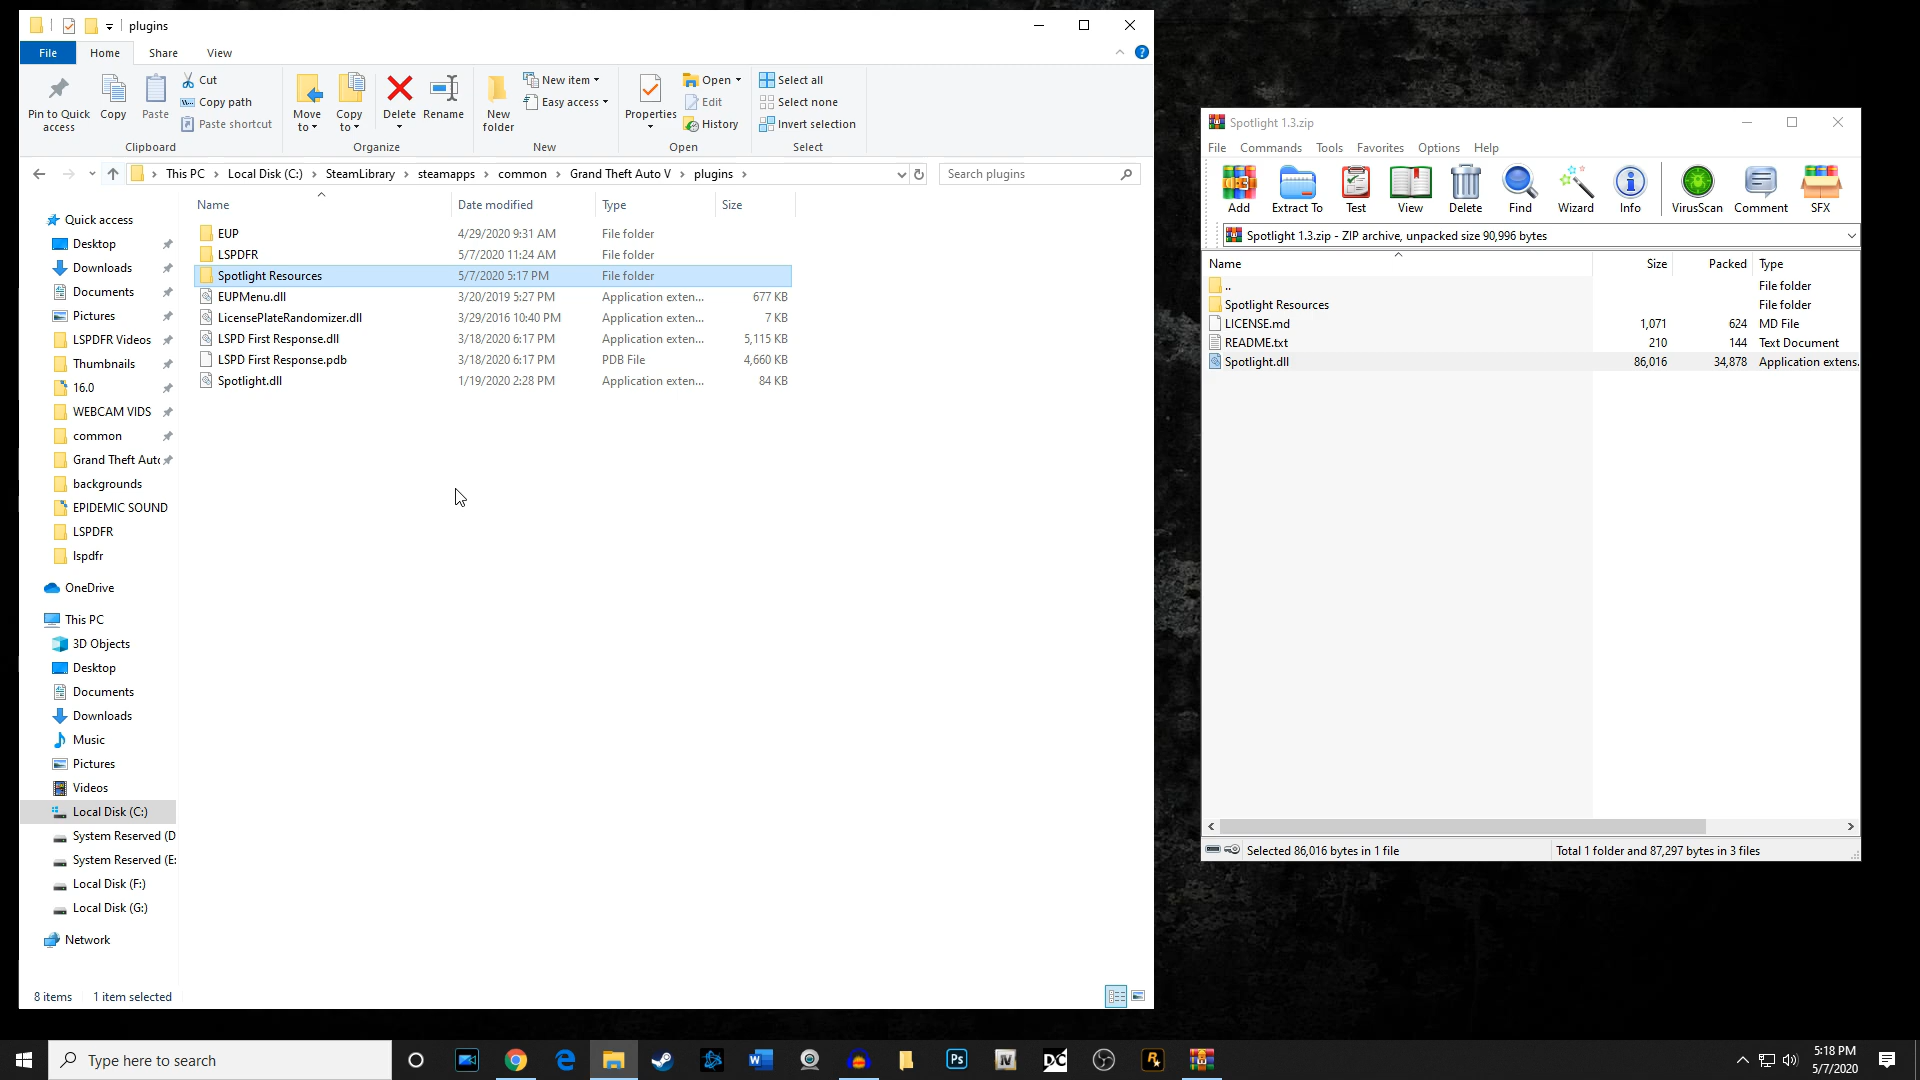 plugins
File Home Share View
Pin to Quick access
Copy
Paste
Cut
Copy path
Paste shortcut
Clipboard
Move to
Copy to
Delete
Rename
Organize
New folder
New item
Easy access
New
Properties
Open
Edit
History
Open
Select all
Select none
Invert selection
Select
This PC > Local Disk (C:) > SteamLibrary > steamapps > common > Grand Theft Auto V > plugins >
Search plugins
Name Date modified Type Size
EUP 4/29/2020 9:31 AM File folder
LSPDFR 5/7/2020 11:24 AM File folder
Spotlight Resources 5/7/2020 5:17 PM File folder
EUPMenu.dll 3/20/2019 5:27 PM Application exten... 677 KB
LicensePlateRandomizer.dll 3/29/2016 10:40 PM Application exten... 7 KB
LSPD First Response.dll 3/18/2020 6:17 PM Application exten... 5,115 KB
LSPD First Response.pdb 3/18/2020 6:17 PM PDB File 4,660 KB
Spotlight.dll 1/19/2020 2:28 PM Application exten... 84 KB
Quick access
Desktop
Downloads
Documents
Pictures
LSPDFR Videos
Thumbnails
16.0
WEBCAM VIDS
common
Grand Theft Auto
backgrounds
EPIDEMIC SOUND
LSPDFR
lspdfr
OneDrive
This PC
3D Objects
Desktop
Documents
Downloads
Music
Pictures
Videos
Local Disk (C:)
System Reserved (D
System Reserved (E:
Local Disk (F:)
Local Disk (G:)
Network
8 items 1 item selected
Spotlight 1.3.zip
File Commands Tools Favorites Options Help
Add Extract To Test View Delete Find Wizard Info VirusScan Comment SFX
Spotlight 1.3.zip - ZIP archive, unpacked size 90,996 bytes
Name Size Packed Type
.. File folder
Spotlight Resources File folder
LICENSE.md 1,071 624 MD File
README.txt 210 144 Text Document
Spotlight.dll 86,016 34,878 Application extens.
Selected 86,016 bytes in 1 file
Total 1 folder and 87,297 bytes in 3 files
Type here to search
Ps
IV
DC
R
5:18 PM
5/7/2020